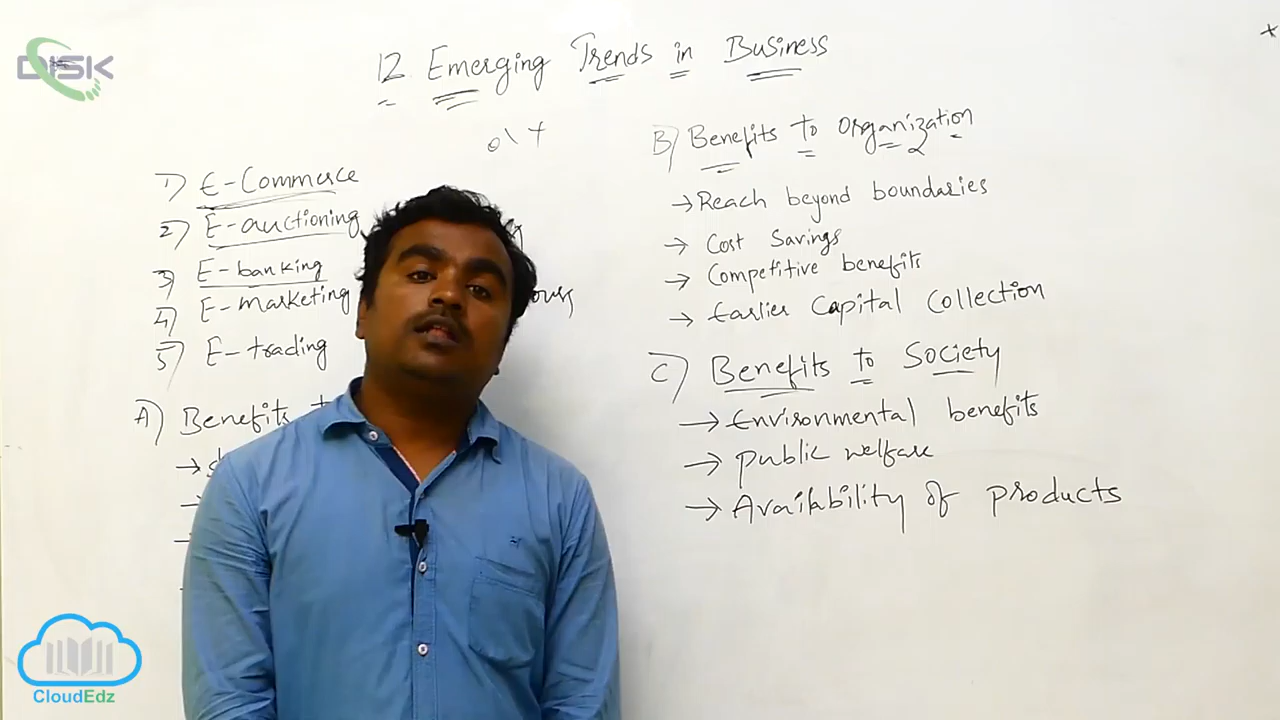 DISK
12 Emerging Trends in Business
1) E-Commerce
2) E-auctioning
3) E-banking
4) E-marketing
5) E-trading
A) Benefits
B) Benefits to Organization
→ Reach beyond boundaries
→ Cost Savings
→ Competitive benefits
→ Earlier Capital Collection
C) Benefits to Society
→ Environmental benefits
→ Public welfare
→ Availability of products
CloudEdz